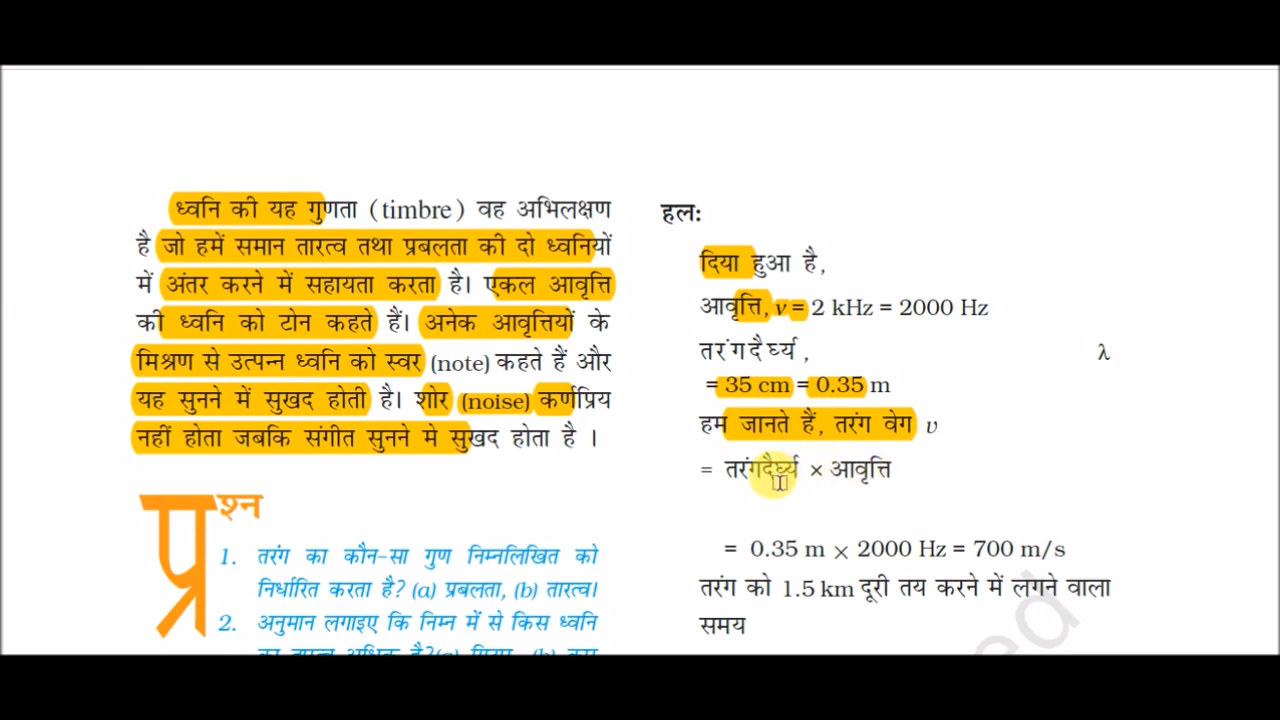 ध्वनि की यह गुणता (timbre) वह अभिलक्षण
है जो हमें समान तारत्व तथा प्रबलता की दो ध्वनियों
में अंतर करने में सहायता करता है। एकल आवृत्ति
की ध्वनि को टोन कहते हैं। अनेक आवृत्तियों के
मिश्रण से उत्पन्न ध्वनि को स्वर (note) कहते हैं और
यह सुनने में सुखद होती है। शोर (noise) कर्णप्रिय
नहीं होता जबकि संगीत सुनने मे सुखद होता है ।
प्रश्न
1. तरंग का कौन-सा गुण निम्नलिखित को
निर्धारित करता है? (a) प्रबलता, (b) तारत्व।
2. अनुमान लगाइए कि निम्न में से किस ध्वनि
हल:
दिया हुआ है,
आवृत्ति, ν = 2 kHz = 2000 Hz
तरंगदैर्घ्य, λ
= 35 cm = 0.35 m
हम जानते हैं, तरंग वेग υ
= तरंगदैर्घ्य × आवृत्ति
= 0.35 m × 2000 Hz = 700 m/s
तरंग को 1.5 km दूरी तय करने में लगने वाला
समय